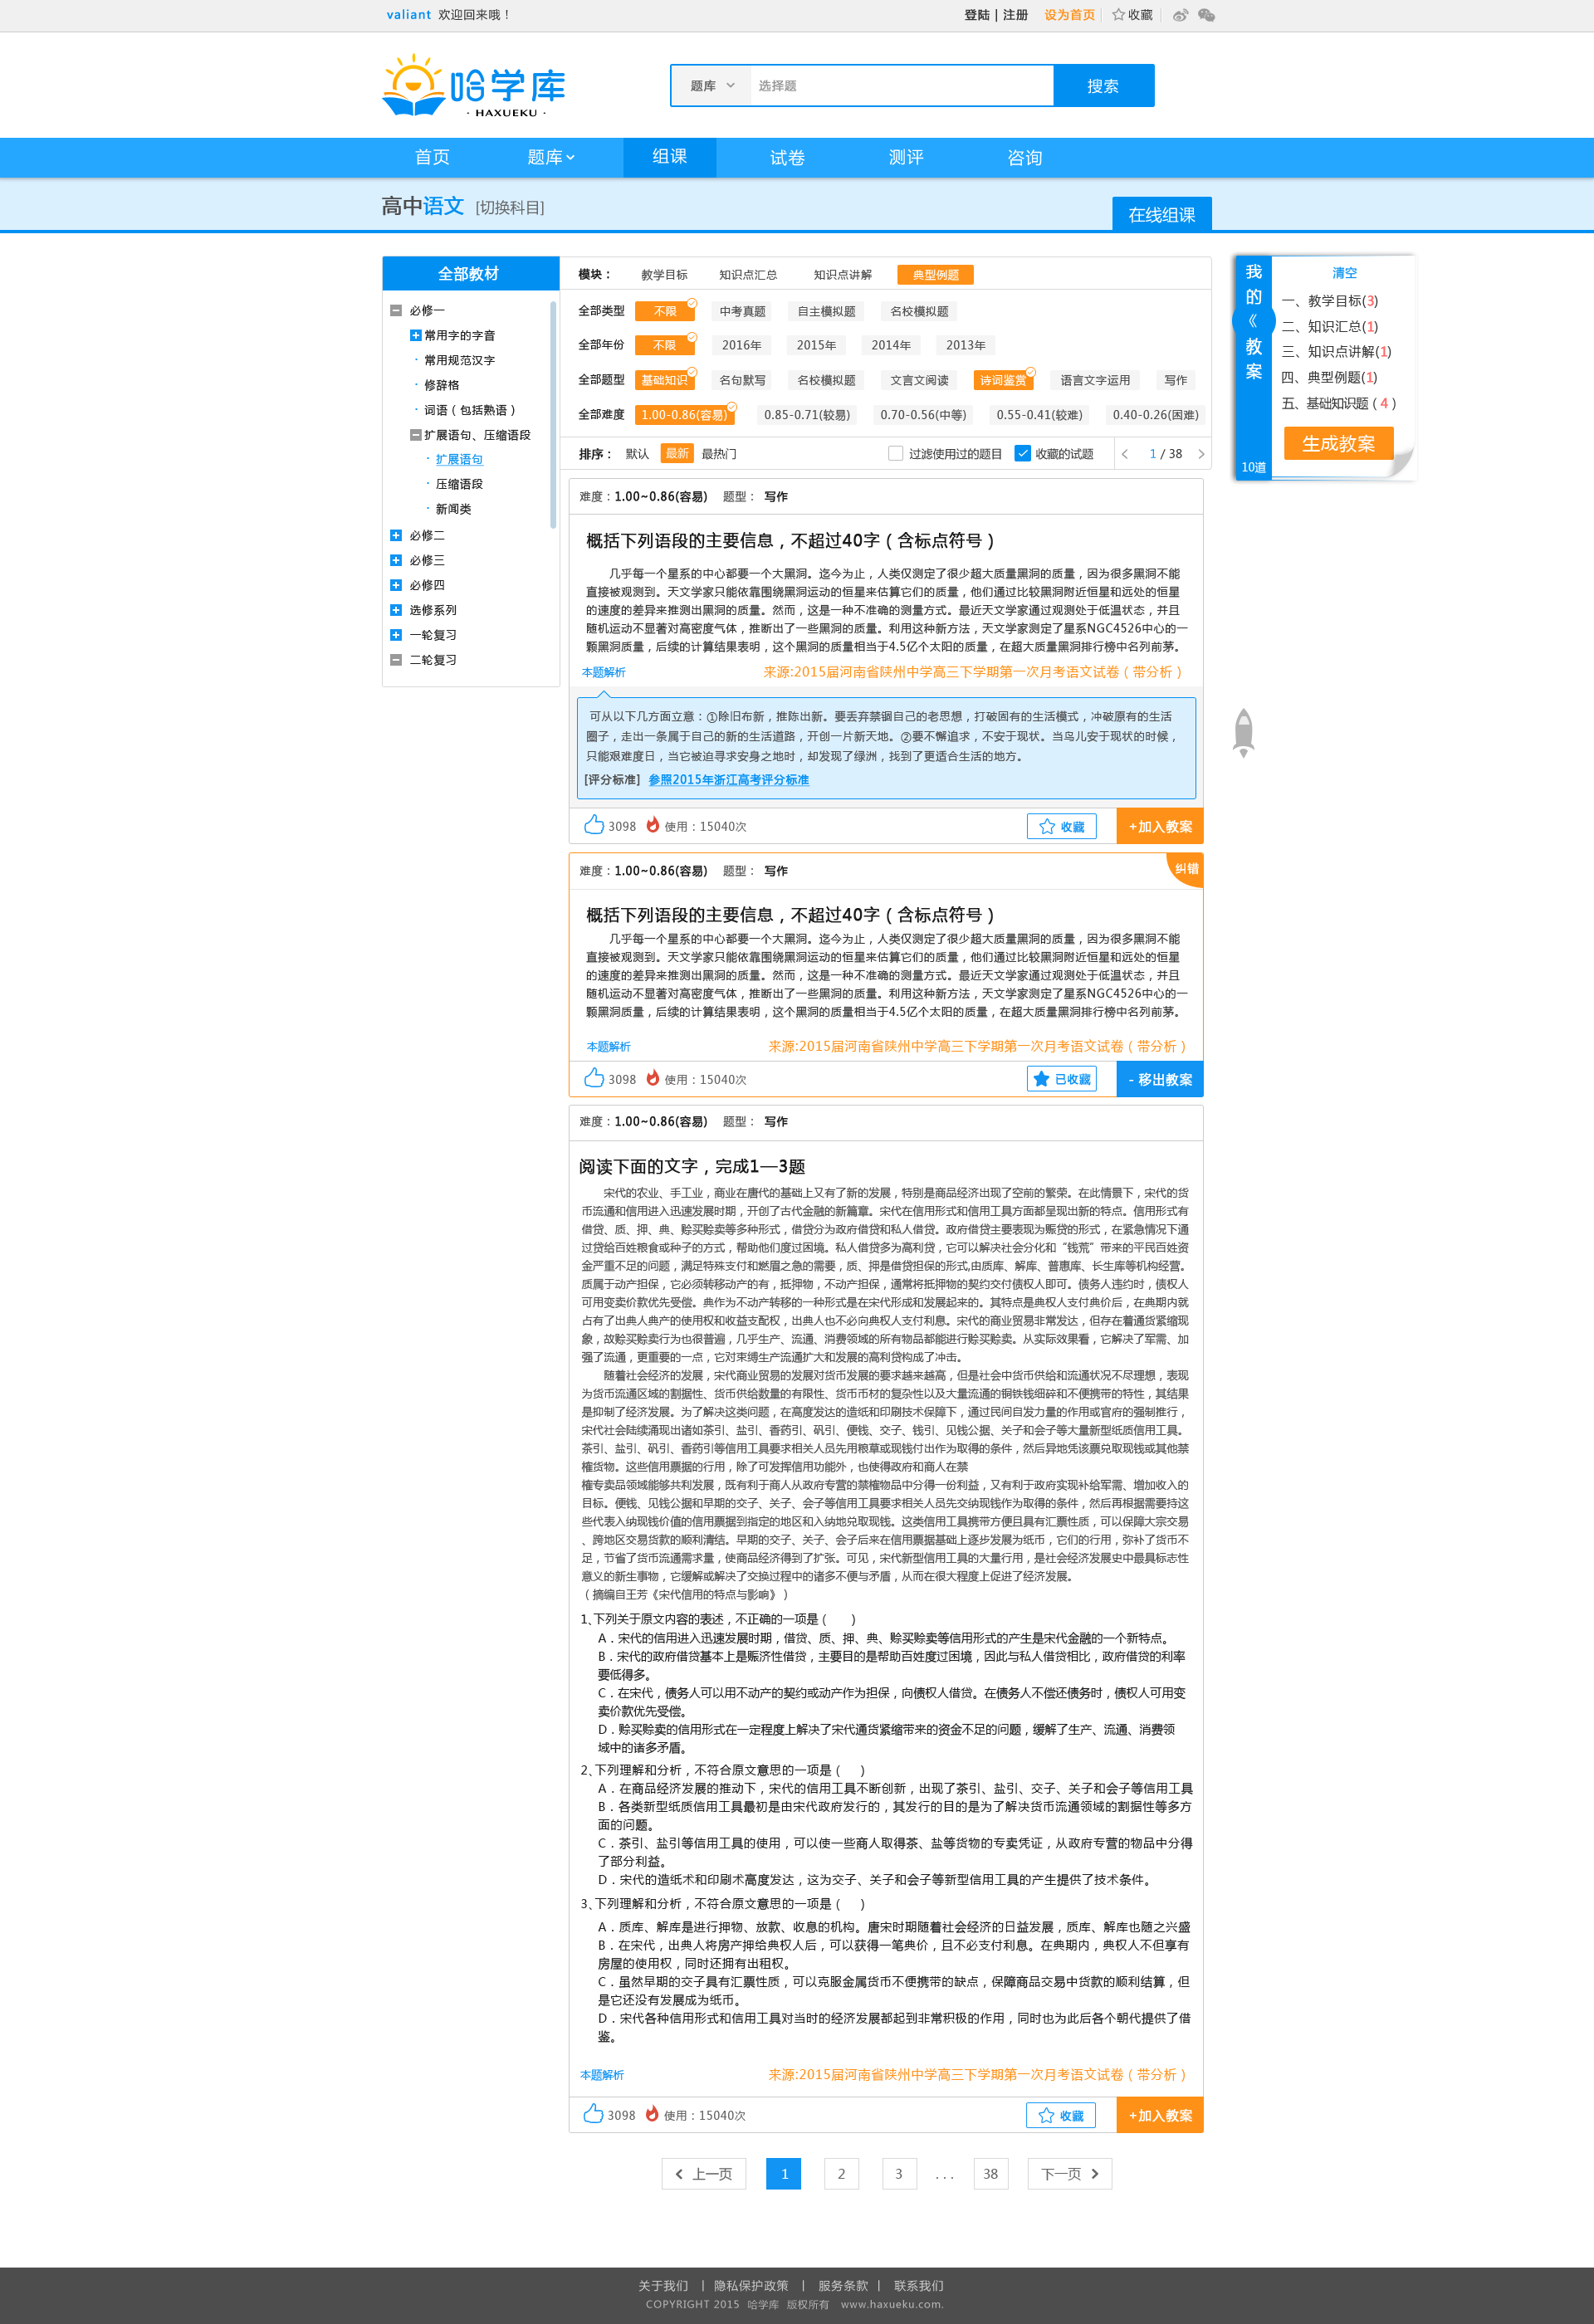 valiant 欢迎回来哦！
登陆 | 注册 设为首页 收藏
哈学库
· HAXUEKU ·
题库 选择题 搜索
首页 题库 组课 试卷 测评 咨询
高中语文 [切换科目]
在线组课
全部教材
必修一
常用字的字音
常用规范汉字
修辞格
词语（包括熟语）
扩展语句、压缩语段
扩展语句
压缩语段
新闻类
必修二
必修三
必修四
选修系列
一轮复习
二轮复习
模块： 教学目标 知识点汇总 知识点讲解 典型例题
全部类型 不限 中考真题 自主模拟题 名校模拟题
全部年份 不限 2016年 2015年 2014年 2013年
全部题型 基础知识 名句默写 名校模拟题 文言文阅读 诗词鉴赏 语言文字运用 写作
全部难度 1.00-0.86(容易) 0.85-0.71(较易) 0.70-0.56(中等) 0.55-0.41(较难) 0.40-0.26(困难)
排序： 默认 最新 最热门 过滤使用过的题目 收藏的试题 1 / 38
我的《教案
10道
清空
一、教学目标(3)
二、知识汇总(1)
三、知识点讲解(1)
四、典型例题(1)
五、基础知识题（4）
生成教案
难度：1.00~0.86(容易) 题型： 写作
概括下列语段的主要信息，不超过40字（含标点符号）
几乎每一个星系的中心都要一个大黑洞。迄今为止，人类仅测定了很少超大质量黑洞的质量，因为很多黑洞不能
直接被观测到。天文学家只能依靠围绕黑洞运动的恒星来估算它们的质量，他们通过比较黑洞附近恒星和远处的恒星
的速度的差异来推测出黑洞的质量。然而，这是一种不准确的测量方式。最近天文学家通过观测处于低温状态，并且
随机运动不显著对高密度气体，推断出了一些黑洞的质量。利用这种新方法，天文学家测定了星系NGC4526中心的一
颗黑洞质量，后续的计算结果表明，这个黑洞的质量相当于4.5亿个太阳的质量，在超大质量黑洞排行榜中名列前茅。
本题解析 来源:2015届河南省陕州中学高三下学期第一次月考语文试卷（带分析）
可从以下几方面立意：①除旧布新，推陈出新。要丢弃禁锢自己的老思想，打破固有的生活模式，冲破原有的生活
圈子，走出一条属于自己的新的生活道路，开创一片新天地。②要不懈追求，不安于现状。当鸟儿安于现状的时候，
只能艰难度日，当它被迫寻求安身之地时，却发现了绿洲，找到了更适合生活的地方。
[评分标准] 参照2015年浙江高考评分标准
3098 使用：15040次 收藏 +加入教案
难度：1.00~0.86(容易) 题型： 写作 纠错
概括下列语段的主要信息，不超过40字（含标点符号）
几乎每一个星系的中心都要一个大黑洞。迄今为止，人类仅测定了很少超大质量黑洞的质量，因为很多黑洞不能
直接被观测到。天文学家只能依靠围绕黑洞运动的恒星来估算它们的质量，他们通过比较黑洞附近恒星和远处的恒星
的速度的差异来推测出黑洞的质量。然而，这是一种不准确的测量方式。最近天文学家通过观测处于低温状态，并且
随机运动不显著对高密度气体，推断出了一些黑洞的质量。利用这种新方法，天文学家测定了星系NGC4526中心的一
颗黑洞质量，后续的计算结果表明，这个黑洞的质量相当于4.5亿个太阳的质量，在超大质量黑洞排行榜中名列前茅。
本题解析 来源:2015届河南省陕州中学高三下学期第一次月考语文试卷（带分析）
3098 使用：15040次 已收藏 - 移出教案
难度：1.00~0.86(容易) 题型： 写作
阅读下面的文字，完成1—3题
宋代的农业、手工业，商业在唐代的基础上又有了新的发展，特别是商品经济出现了空前的繁荣。在此情景下，宋代的货
币流通和信用进入迅速发展时期，开创了古代金融的新篇章。宋代在信用形式和信用工具方面都呈现出新的特点。信用形式有
借贷、质、押、典、赊买赊卖等多种形式，借贷分为政府借贷和私人借贷。政府借贷主要表现为赈贷的形式，在紧急情况下通
过贷给百姓粮食或种子的方式，帮助他们度过困境。私人借贷多为高利贷，它可以解决社会分化和“钱荒”带来的平民百姓资
金严重不足的问题，满足特殊支付和燃眉之急的需要，质、押是借贷担保的形式,由质库、解库、普惠库、长生库等机构经营。
质属于动产担保，它必须转移动产的有，抵押物，不动产担保，通常将抵押物的契约交付债权人即可。债务人违约时，债权人
可用变卖价款优先受偿。典作为不动产转移的一种形式是在宋代形成和发展起来的。其特点是典权人支付典价后，在典期内就
占有了出典人典产的使用权和收益支配权，出典人也不必向典权人支付利息。宋代的商业贸易非常发达，但存在着通货紧缩现
象，故赊买赊卖行为也很普遍，几乎生产、流通、消费领域的所有物品都能进行赊买赊卖。从实际效果看，它解决了军需、加
强了流通，更重要的一点，它对束缚生产流通扩大和发展的高利贷构成了冲击。
随着社会经济的发展，宋代商业贸易的发展对货币发展的要求越来越高，但是社会中货币供给和流通状况不尽理想，表现
为货币流通区域的割据性、货币供给数量的有限性、货币币材的复杂性以及大量流通的铜铁钱细碎和不便携带的特性，其结果
是抑制了经济发展。为了解决这类问题，在高度发达的造纸和印刷技术保障下，通过民间自发力量的作用或官府的强制推行，
宋代社会陆续涌现出诸如茶引、盐引、香药引、矾引、便钱、交子、钱引、见钱公据、关子和会子等大量新型纸质信用工具。
茶引、盐引、矾引、香药引等信用工具要求相关人员先用粮草或现钱付出作为取得的条件，然后异地凭该票兑取现钱或其他禁
榷货物。这些信用票据的行用，除了可发挥信用功能外，也使得政府和商人在禁
榷专卖品领域能够共利发展，既有利于商人从政府专营的禁榷物品中分得一份利益，又有利于政府实现补给军需、增加收入的
目标。便钱、见钱公据和早期的交子、关子、会子等信用工具要求相关人员先交纳现钱作为取得的条件，然后再根据需要持这
些代表入纳现钱价值的信用票据到指定的地区和入纳地兑取现钱。这类信用工具携带方便且具有汇票性质，可以保障大宗交易
、跨地区交易货款的顺利清结。早期的交子、关子、会子后来在信用票据基础上逐步发展为纸币，它们的行用，弥补了货币不
足，节省了货币流通需求量，使商品经济得到了扩张。可见，宋代新型信用工具的大量行用，是社会经济发展史中最具标志性
意义的新生事物，它缓解或解决了交换过程中的诸多不便与矛盾，从而在很大程度上促进了经济发展。
（摘编自王芳《宋代信用的特点与影响》）
1､下列关于原文内容的表述，不正确的一项是（ ）
A．宋代的信用进入迅速发展时期，借贷、质、押、典、赊买赊卖等信用形式的产生是宋代金融的一个新特点。
B．宋代的政府借贷基本上是赈济性借贷，主要目的是帮助百姓度过困境，因此与私人借贷相比，政府借贷的利率
要低得多。
C．在宋代，债务人可以用不动产的契约或动产作为担保，向债权人借贷。在债务人不偿还债务时，债权人可用变
卖价款优先受偿。
D．赊买赊卖的信用形式在一定程度上解决了宋代通货紧缩带来的资金不足的问题，缓解了生产、流通、消费领
域中的诸多矛盾。
2､下列理解和分析，不符合原文意思的一项是（ ）
A．在商品经济发展的推动下，宋代的信用工具不断创新，出现了茶引、盐引、交子、关子和会子等信用工具
B．各类新型纸质信用工具最初是由宋代政府发行的，其发行的目的是为了解决货币流通领域的割据性等多方
面的问题。
C．茶引、盐引等信用工具的使用，可以使一些商人取得茶、盐等货物的专卖凭证，从政府专营的物品中分得
了部分利益。
D．宋代的造纸术和印刷术高度发达，这为交子、关子和会子等新型信用工具的产生提供了技术条件。
3､下列理解和分析，不符合原文意思的一项是（ ）
A．质库、解库是进行押物、放款、收息的机构。唐宋时期随着社会经济的日益发展，质库、解库也随之兴盛
B．在宋代，出典人将房产押给典权人后，可以获得一笔典价，且不必支付利息。在典期内，典权人不但享有
房屋的使用权，同时还拥有出租权。
C．虽然早期的交子具有汇票性质，可以克服金属货币不便携带的缺点，保障商品交易中货款的顺利结算，但
是它还没有发展成为纸币。
D．宋代各种信用形式和信用工具对当时的经济发展都起到非常积极的作用，同时也为此后各个朝代提供了借
鉴。
本题解析 来源:2015届河南省陕州中学高三下学期第一次月考语文试卷（带分析）
3098 使用：15040次 收藏 +加入教案
上一页 1 2 3 ... 38 下一页
关于我们 | 隐私保护政策 | 服务条款 | 联系我们
COPYRIGHT 2015 哈学库 版权所有 www.haxueku.com.